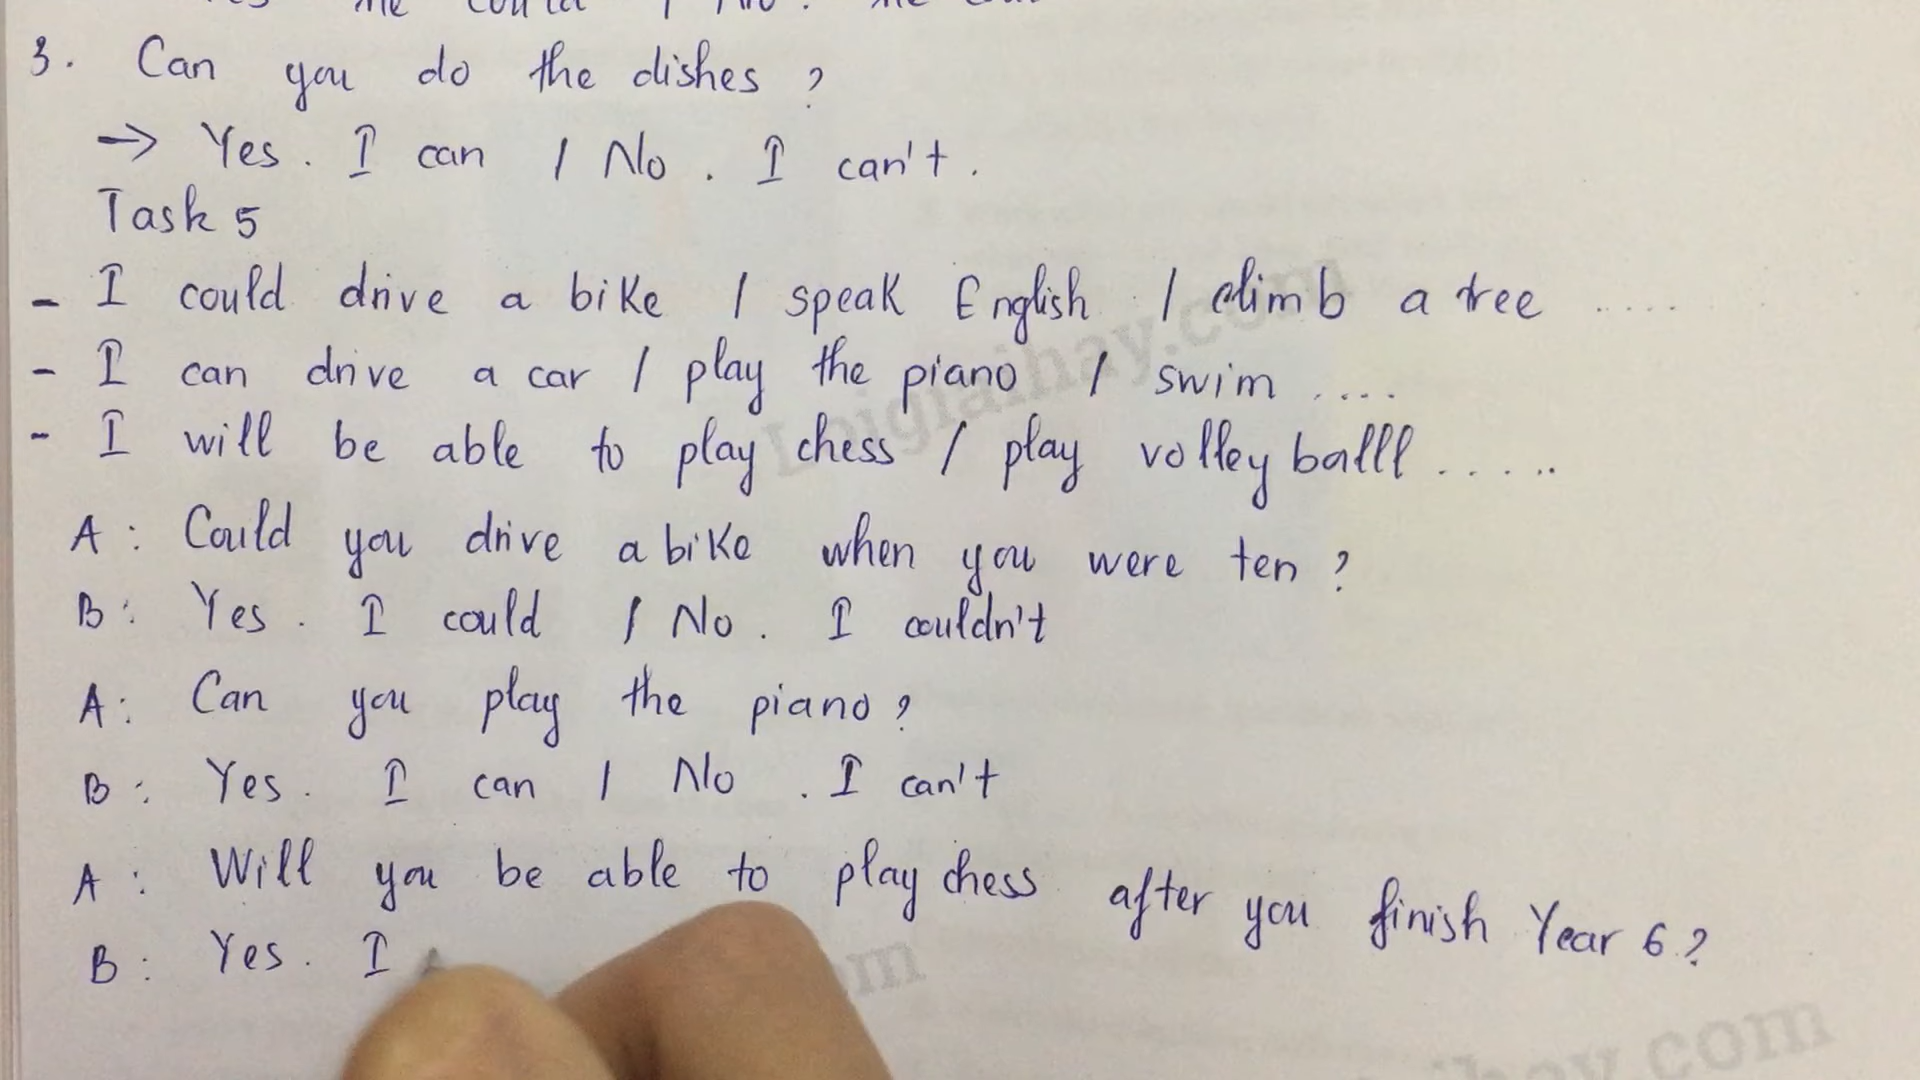 3. Can you do the dishes ?
→ Yes . I can / No . I can't .
Task 5
- I could drive a bike / speak English / climb a tree .....
- I can drive a car / play the piano / swim ....
- I will be able to play chess / play volley balll .....
A : Could you drive a bike when you were ten ?
B : Yes . I could / No . I couldn't
A : Can you play the piano ?
B : Yes . I can / No . I can't
A : Will you be able to play chess after you finish Year 6 ?
B : Yes . I
Loigiaihay.com